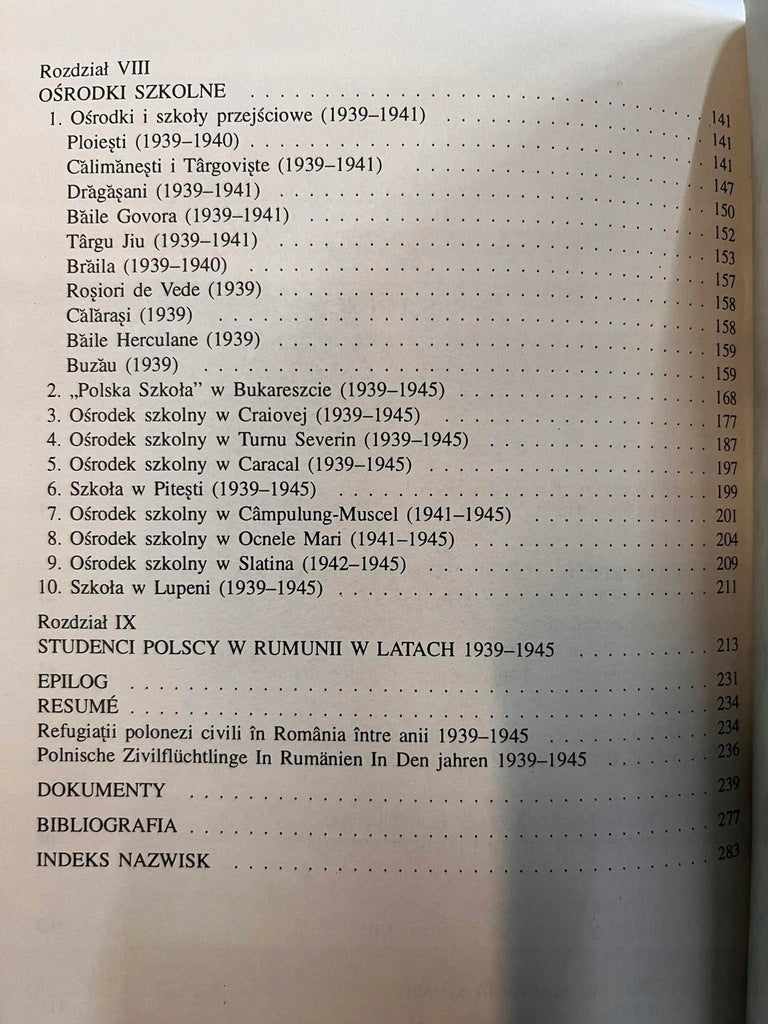 Rozdział VIII
OŚRODKI SZKOLNE . . . . . . . . . . . . . . . . . . . . 141
1. Ośrodki i szkoły przejściowe (1939–1941) . . . . . . . . . . 141
Ploieşti (1939–1940) . . . . . . . . . . . . . . . . . . . . 141
Călimăneşti i Târgovişte (1939–1941) . . . . . . . . . . 147
Drăgăşani (1939–1941) . . . . . . . . . . . . . . . . . . . . 150
Băile Govora (1939–1941) . . . . . . . . . . . . . . . . . . 152
Târgu Jiu (1939–1941) . . . . . . . . . . . . . . . . . . . . 153
Brăila (1939–1940) . . . . . . . . . . . . . . . . . . . . 157
Roşiori de Vede (1939) . . . . . . . . . . . . . . . . . . . . 158
Călăraşi (1939) . . . . . . . . . . . . . . . . . . . . 158
Băile Herculane (1939) . . . . . . . . . . . . . . . . . . . . 159
Buzău (1939) . . . . . . . . . . . . . . . . . . . . 159
2. „Polska Szkoła” w Bukareszcie (1939–1945) . . . . . . . . . . 168
3. Ośrodek szkolny w Craiovej (1939–1945) . . . . . . . . . . 177
4. Ośrodek szkolny w Turnu Severin (1939–1945) . . . . . . . . . . 187
5. Ośrodek szkolny w Caracal (1939–1945) . . . . . . . . . . 197
6. Szkoła w Piteşti (1939–1945) . . . . . . . . . . . . . . . 199
7. Ośrodek szkolny w Câmpulung-Muscel (1941–1945) . . . . . . . . 201
8. Ośrodek szkolny w Ocnele Mari (1941–1945) . . . . . . . . . . 204
9. Ośrodek szkolny w Slatina (1942–1945) . . . . . . . . . . 209
10. Szkoła w Lupeni (1939–1945) . . . . . . . . . . . . . . . 211
Rozdział IX
STUDENCI POLSCY W RUMUNII W LATACH 1939–1945 . . . . . . . 213
EPILOG . . . . . . . . . . . . . . . . . . . . 231
RESUMÉ . . . . . . . . . . . . . . . . . . . . 234
Refugiaţii polonezi civili în România între anii 1939–1945 . . . . . . . . 234
Polnische Zivilflüchtlinge In Rumänien In Den jahren 1939–1945 . . . . . 236
DOKUMENTY . . . . . . . . . . . . . . . . . . . . 239
BIBLIOGRAFIA . . . . . . . . . . . . . . . . . . . . 277
INDEKS NAZWISK . . . . . . . . . . . . . . . . . . . . 283